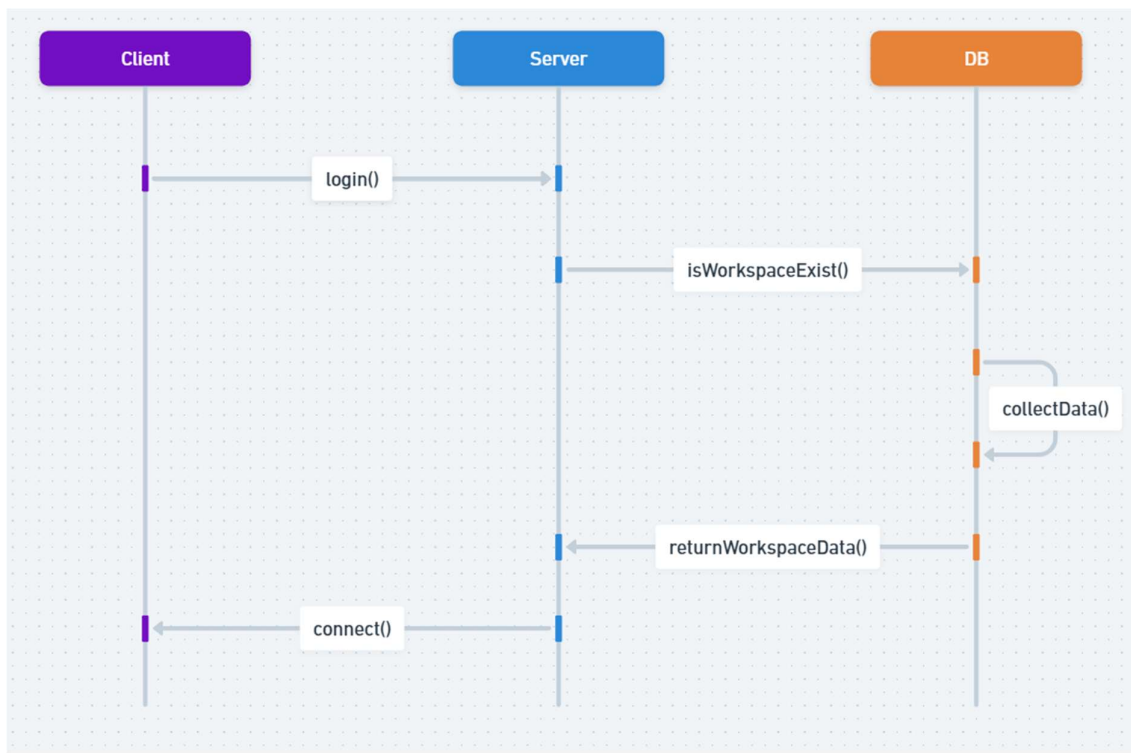 Client
Server
DB
login()
isWorkspaceExist()
collectData()
returnWorkspaceData()
connect()